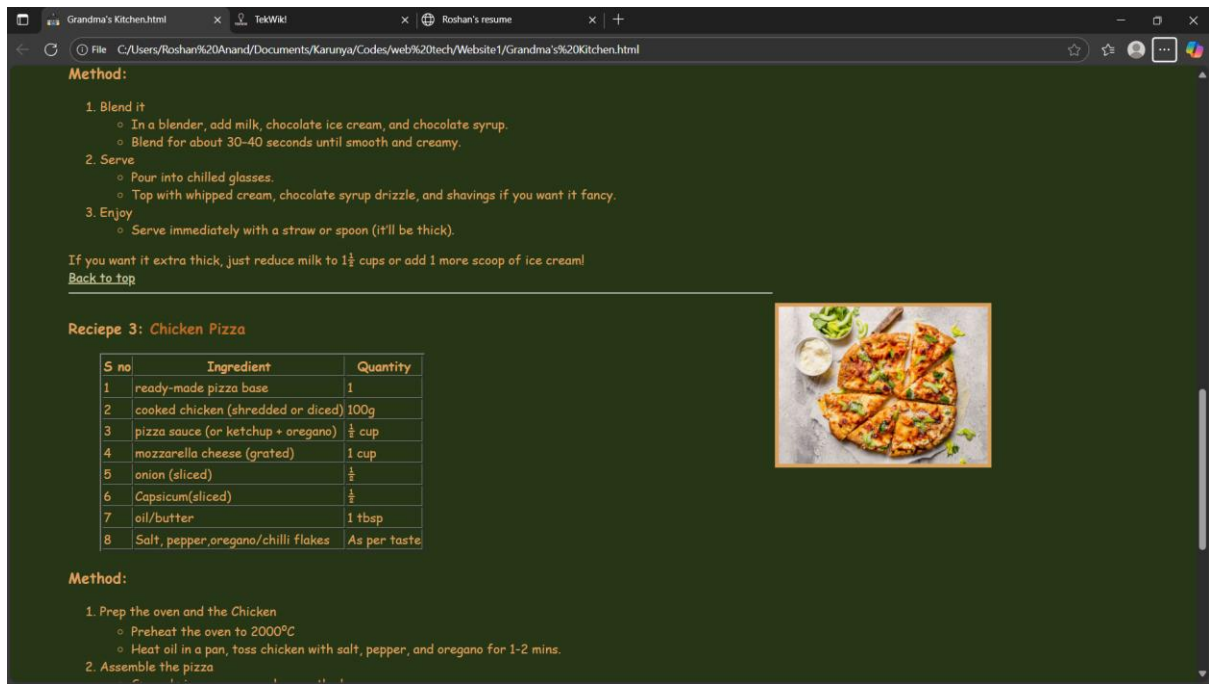 Grandma's Kitchen.html
TekWiki!
Roshan's resume
File C:/Users/Roshan%20Anand/Documents/Karunya/Codes/web%20tech/Website1/Grandma's%20Kitchen.html
Method:
1. Blend it
In a blender, add milk, chocolate ice cream, and chocolate syrup.
Blend for about 30–40 seconds until smooth and creamy.
2. Serve
Pour into chilled glasses.
Top with whipped cream, chocolate syrup drizzle, and shavings if you want it fancy.
3. Enjoy
Serve immediately with a straw or spoon (it'll be thick).
If you want it extra thick, just reduce milk to 1½ cups or add 1 more scoop of ice cream!
Back to top
Reciepe 3: Chicken Pizza
S no Ingredient Quantity
1 ready-made pizza base 1
2 cooked chicken (shredded or diced) 100g
3 pizza sauce (or ketchup + oregano) ½ cup
4 mozzarella cheese (grated) 1 cup
5 onion (sliced) ½
6 Capsicum(sliced) ½
7 oil/butter 1 tbsp
8 Salt, pepper,oregano/chilli flakes As per taste
Method:
1. Prep the oven and the Chicken
Preheat the oven to 2000°C
Heat oil in a pan, toss chicken with salt, pepper, and oregano for 1-2 mins.
2. Assemble the pizza